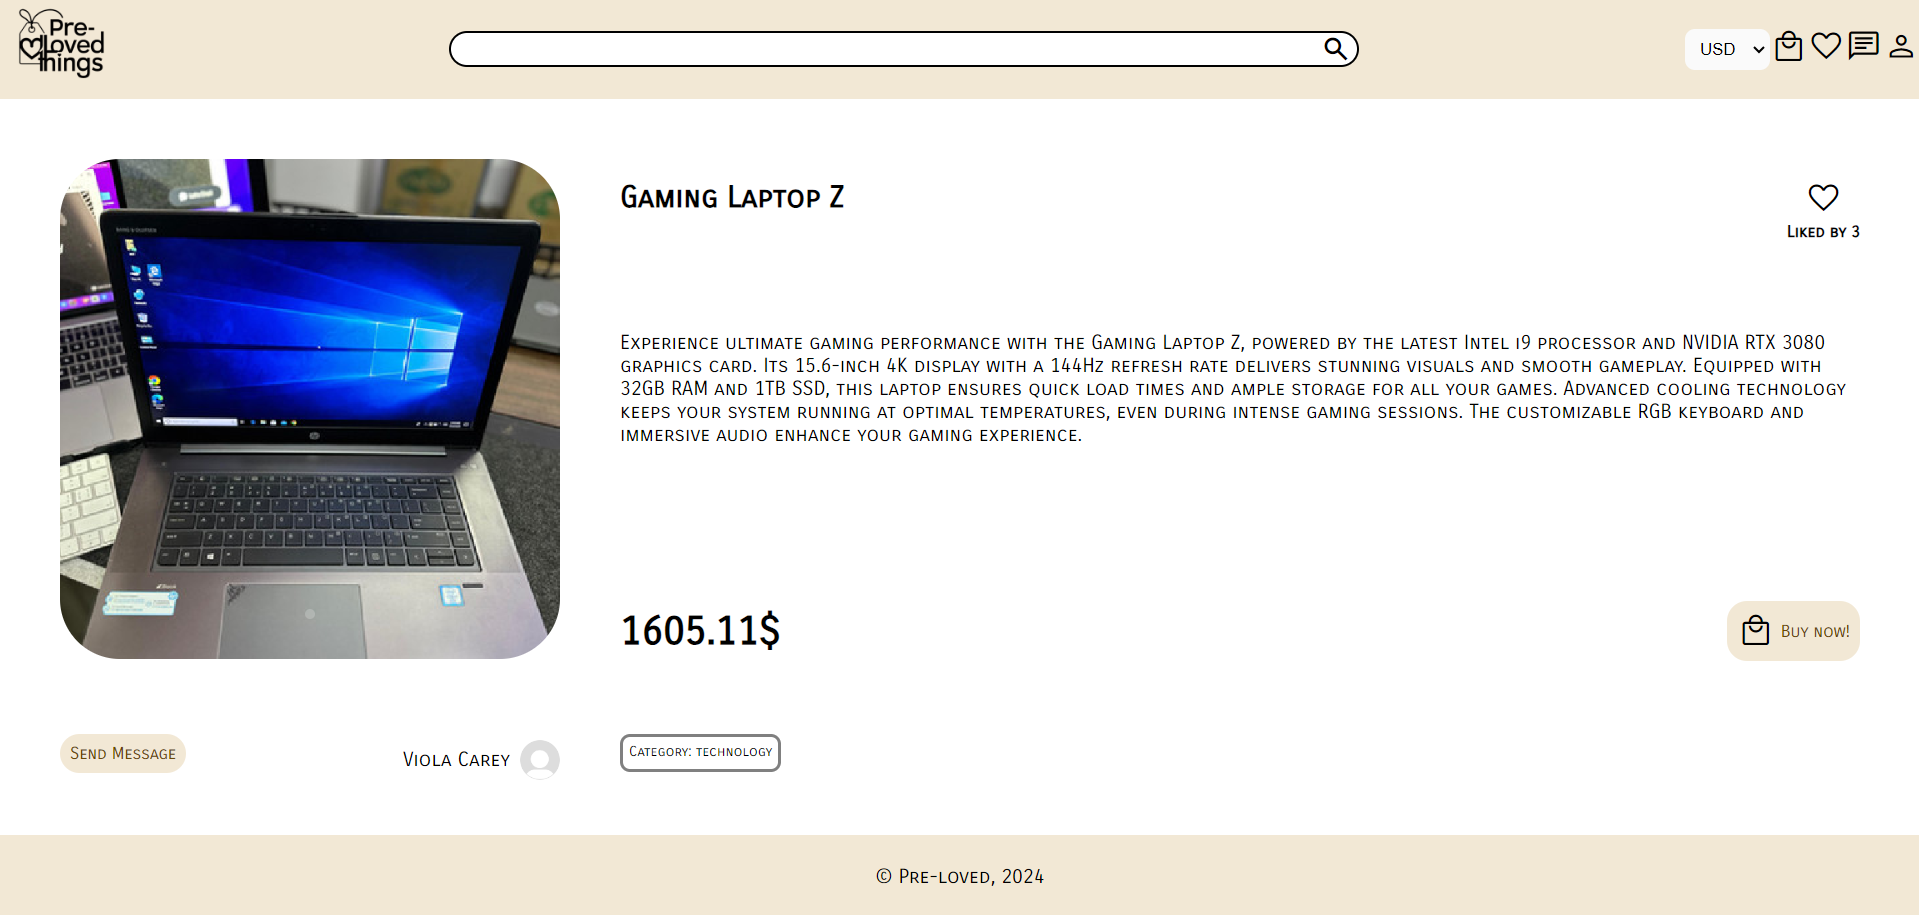 Pre-
loved
things
USD
Gaming Laptop Z
Liked by 3
Experience ultimate gaming performance with the Gaming Laptop Z, powered by the latest Intel i9 processor and NVIDIA RTX 3080
graphics card. Its 15.6-inch 4K display with a 144Hz refresh rate delivers stunning visuals and smooth gameplay. Equipped with
32GB RAM and 1TB SSD, this laptop ensures quick load times and ample storage for all your games. Advanced cooling technology
keeps your system running at optimal temperatures, even during intense gaming sessions. The customizable RGB keyboard and
immersive audio enhance your gaming experience.
1605.11$
Buy now!
Send Message
Viola Carey
Category: technology
© Pre-loved, 2024